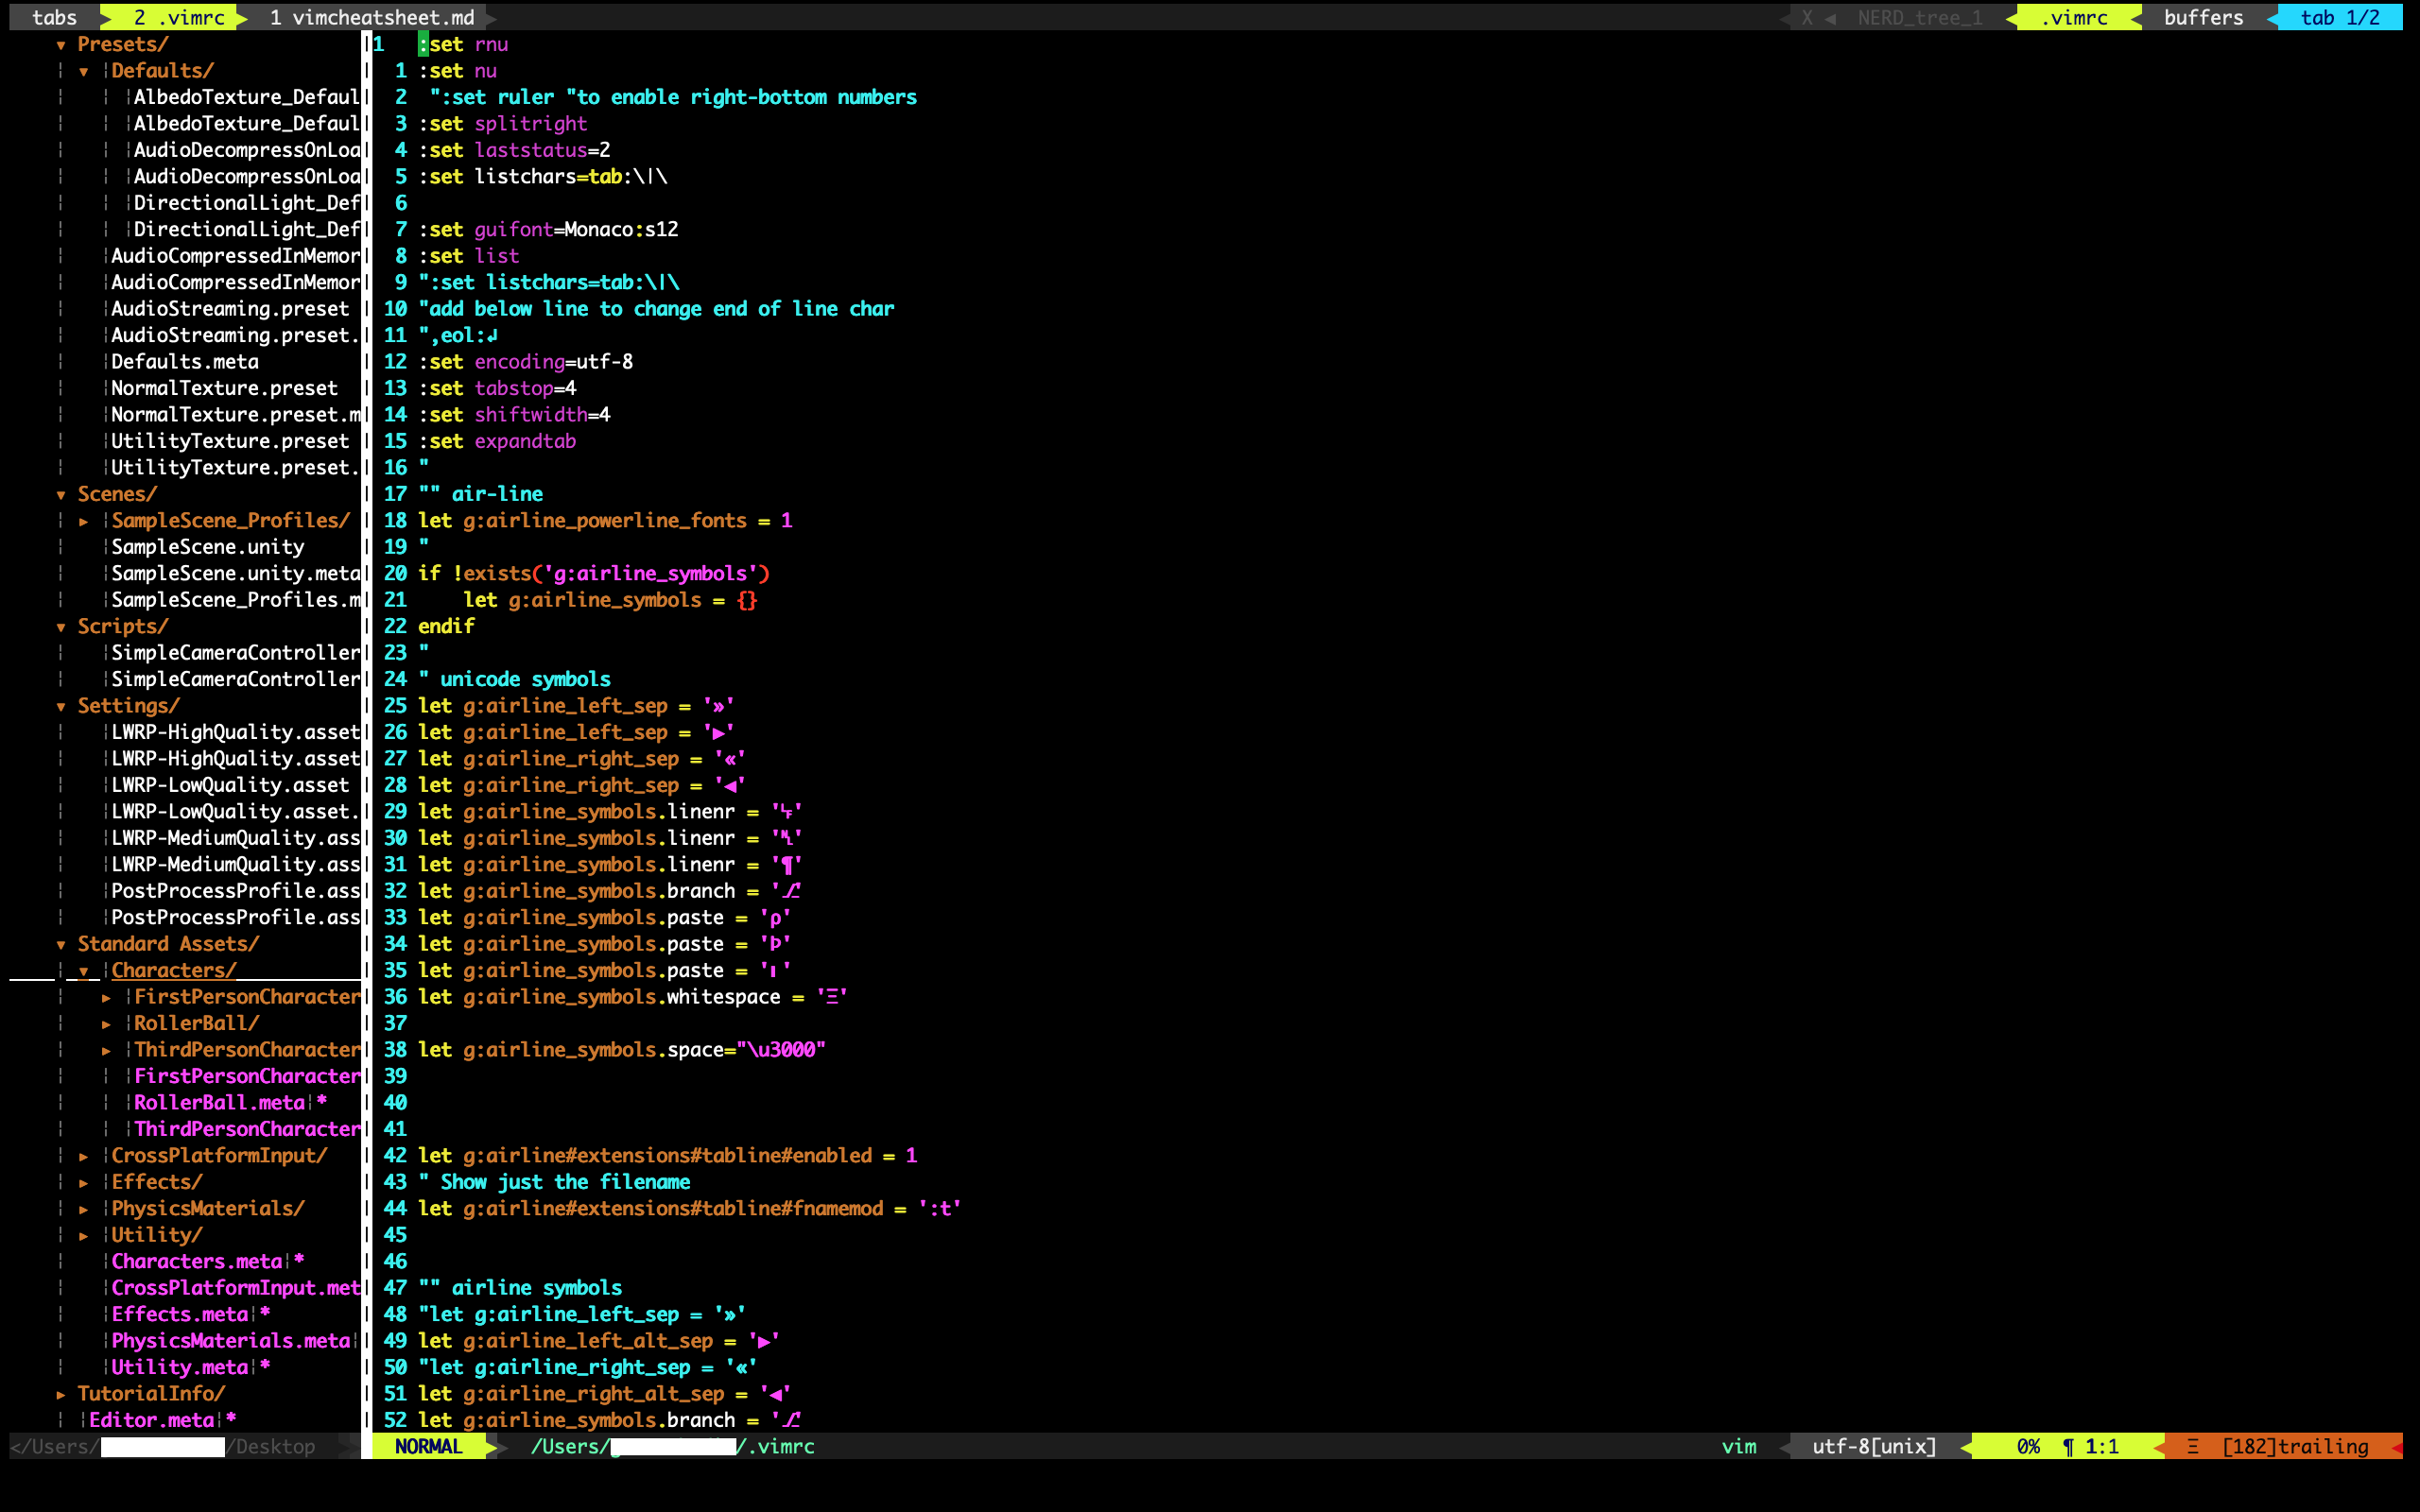 tabs 2 .vimrc 1 vimcheatsheet.md X NERD_tree_1 .vimrc buffers tab 1/2
▾ Presets/
▾ Defaults/
AlbedoTexture_Defaul
AlbedoTexture_Defaul
AudioDecompressOnLoa
AudioDecompressOnLoa
DirectionalLight_Def
DirectionalLight_Def
AudioCompressedInMemor
AudioCompressedInMemor
AudioStreaming.preset
AudioStreaming.preset.
Defaults.meta
NormalTexture.preset
NormalTexture.preset.m
UtilityTexture.preset
UtilityTexture.preset.
▾ Scenes/
▸ SampleScene_Profiles/
SampleScene.unity
SampleScene.unity.meta
SampleScene_Profiles.m
▾ Scripts/
SimpleCameraController
SimpleCameraController
▾ Settings/
LWRP-HighQuality.asset
LWRP-HighQuality.asset
LWRP-LowQuality.asset
LWRP-LowQuality.asset.
LWRP-MediumQuality.ass
LWRP-MediumQuality.ass
PostProcessProfile.ass
PostProcessProfile.ass
▾ Standard Assets/
▾ Characters/
▸ FirstPersonCharacter
▸ RollerBall/
▸ ThirdPersonCharacter
FirstPersonCharacter
RollerBall.meta¦*
ThirdPersonCharacter
▸ CrossPlatformInput/
▸ Effects/
▸ PhysicsMaterials/
▸ Utility/
Characters.meta¦*
CrossPlatformInput.met
Effects.meta¦*
PhysicsMaterials.meta¦
Utility.meta¦*
▸ TutorialInfo/
Editor.meta¦*
1 :set rnu
1 :set nu
2 ":set ruler "to enable right-bottom numbers
3 :set splitright
4 :set laststatus=2
5 :set listchars=tab:\|\
6
7 :set guifont=Monaco:s12
8 :set list
9 ":set listchars=tab:\|\
10 "add below line to change end of line char
11 ",eol:↲
12 :set encoding=utf-8
13 :set tabstop=4
14 :set shiftwidth=4
15 :set expandtab
16 "
17 "" air-line
18 let g:airline_powerline_fonts = 1
19 "
20 if !exists('g:airline_symbols')
21 let g:airline_symbols = {}
22 endif
23 "
24 " unicode symbols
25 let g:airline_left_sep = '»'
26 let g:airline_left_sep = '▶'
27 let g:airline_right_sep = '«'
28 let g:airline_right_sep = '◀'
29 let g:airline_symbols.linenr = '␊'
30 let g:airline_symbols.linenr = '␤'
31 let g:airline_symbols.linenr = '¶'
32 let g:airline_symbols.branch = '⎇'
33 let g:airline_symbols.paste = 'ρ'
34 let g:airline_symbols.paste = 'Þ'
35 let g:airline_symbols.paste = '
36 let g:airline_symbols.whitespace = 'Ξ'
37
38 let g:airline_symbols.space="\u3000"
39
40
41
42 let g:airline#extensions#tabline#enabled = 1
43 " Show just the filename
44 let g:airline#extensions#tabline#fnamemod = ':t'
45
46
47 "" airline symbols
48 "let g:airline_left_sep = '»'
49 let g:airline_left_alt_sep = '▶'
50 "let g:airline_right_sep = '«'
51 let g:airline_right_alt_sep = '◀'
52 let g:airline_symbols.branch = '⎇'
</Users/ /Desktop NORMAL /Users/ /.vimrc vim utf-8[unix] 0% ¶ 1:1 Ξ [182]trailing